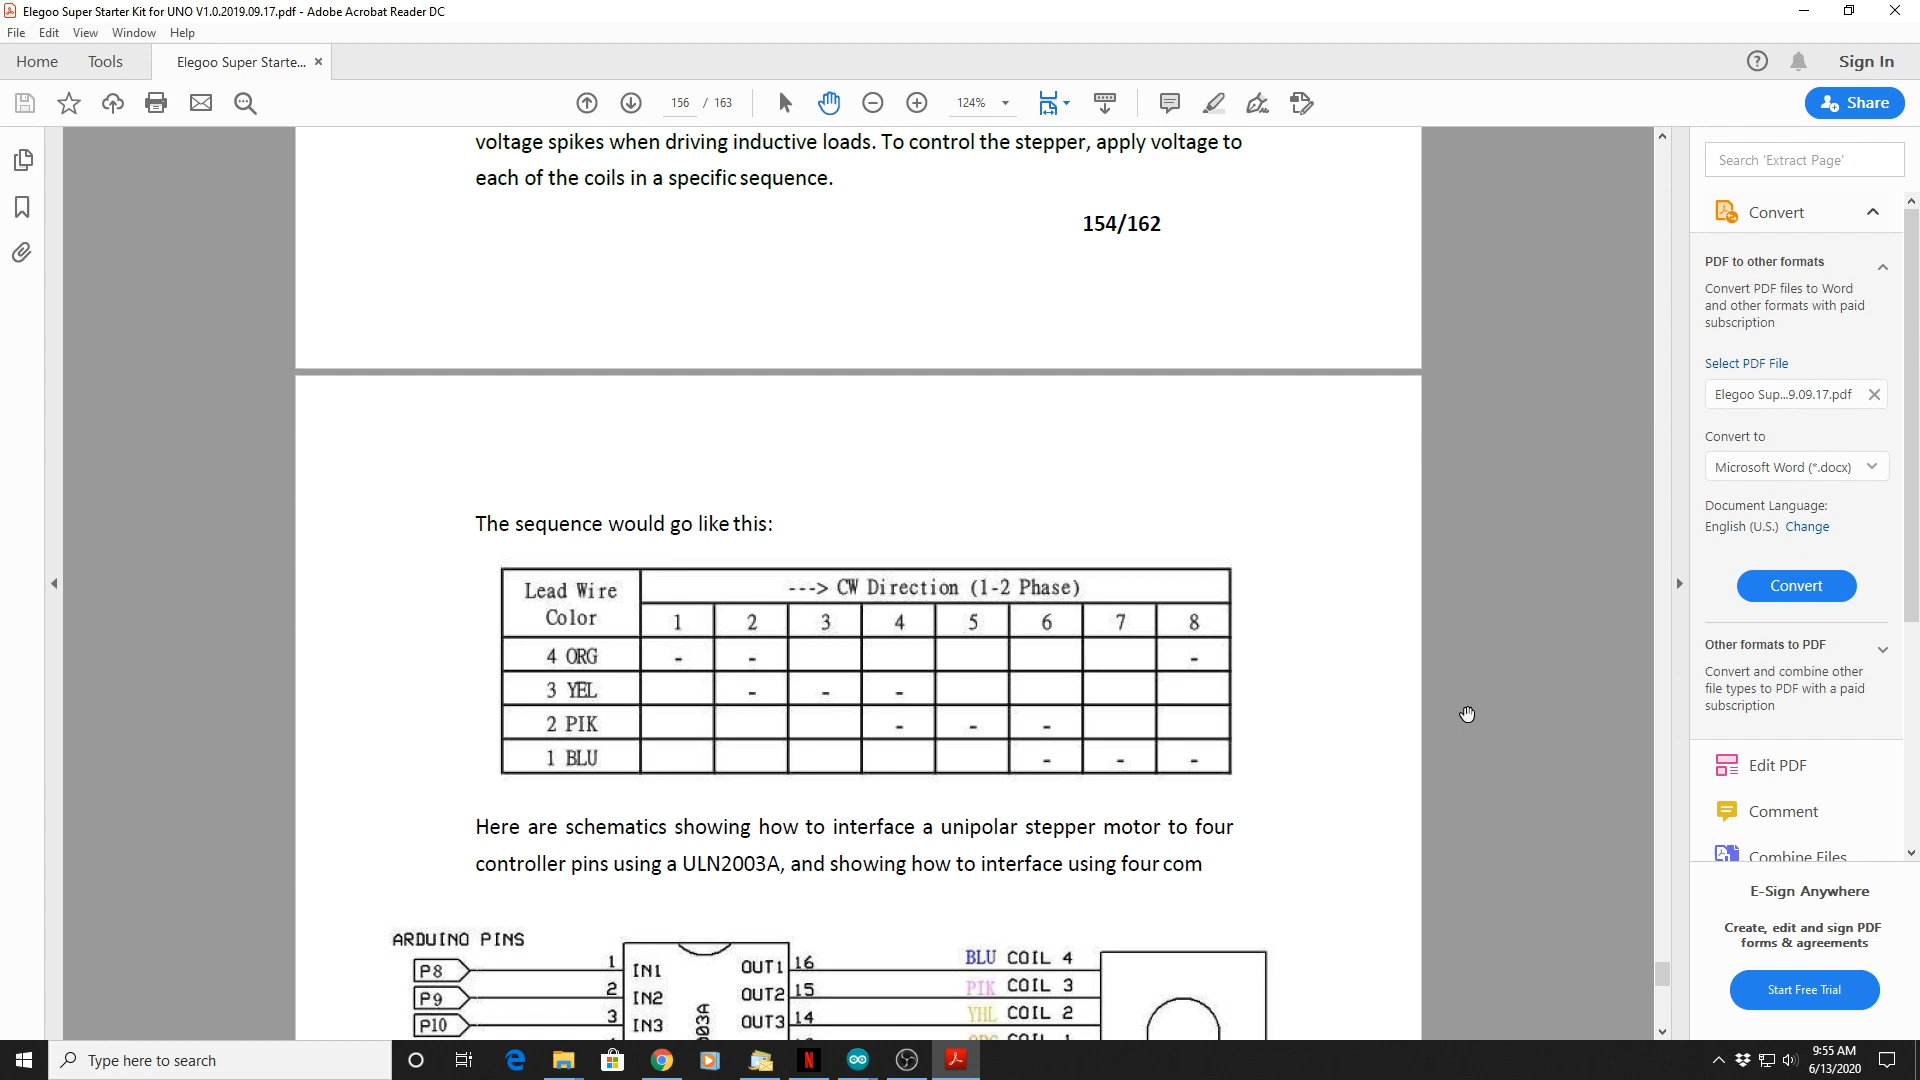 Elegoo Super Starter Kit for UNO V1.0.2019.09.17.pdf - Adobe Acrobat Reader DC
File Edit View Window Help
Home Tools Elegoo Super Starte... × Sign In
156 / 163 124% Share
voltage spikes when driving inductive loads. To control the stepper, apply voltage to
each of the coils in a specific sequence.
154/162
The sequence would go like this:
Lead Wire Color ---> CW Direction (1-2 Phase)
1 2 3 4 5 6 7 8
4 ORG - - -
3 YEL - - -
2 PIK - - -
1 BLU - - -
Here are schematics showing how to interface a unipolar stepper motor to four
controller pins using a ULN2003A, and showing how to interface using four com
ARDUINO PINS
P8 1 IN1 OUT1 16 BLU COIL 4
P9 2 IN2 OUT2 15 PIK COIL 3
P10 3 IN3 OUT3 14 YHL COIL 2
Search 'Extract Page'
Convert
PDF to other formats
Convert PDF files to Word
and other formats with paid
subscription
Select PDF File
Elegoo Sup...9.09.17.pdf
Convert to
Microsoft Word (*.docx)
Document Language:
English (U.S.) Change
Convert
Other formats to PDF
Convert and combine other
file types to PDF with a paid
subscription
Edit PDF
Comment
Combine Files
E-Sign Anywhere
Create, edit and sign PDF
forms & agreements
Start Free Trial
Type here to search
9:55 AM
6/13/2020